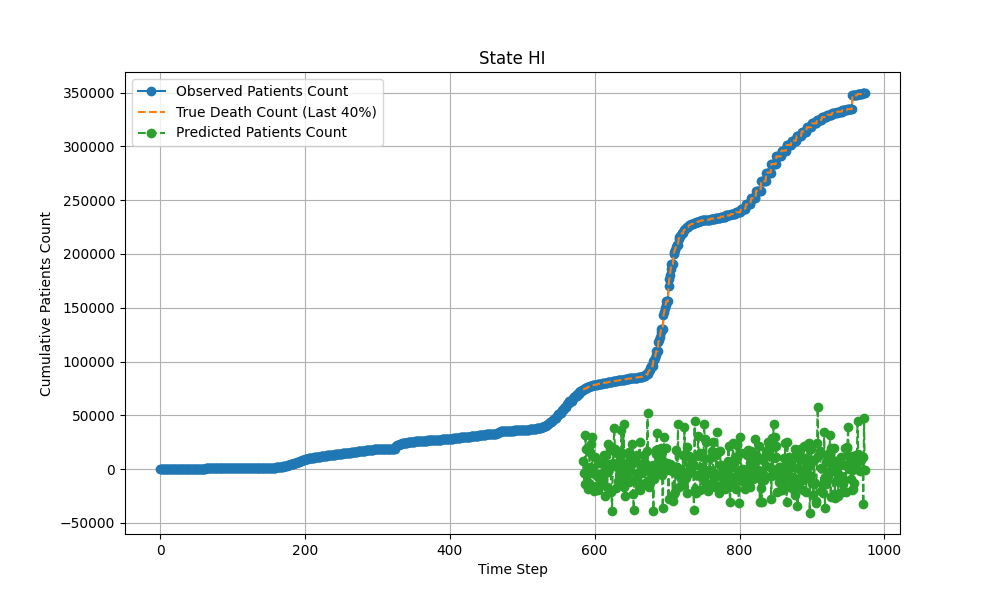 State HI
Observed Patients Count
True Death Count (Last 40%)
Predicted Patients Count
Cumulative Patients Count
350000
300000
250000
200000
150000
100000
50000
0
−50000
0 200 400 600 800 1000
Time Step